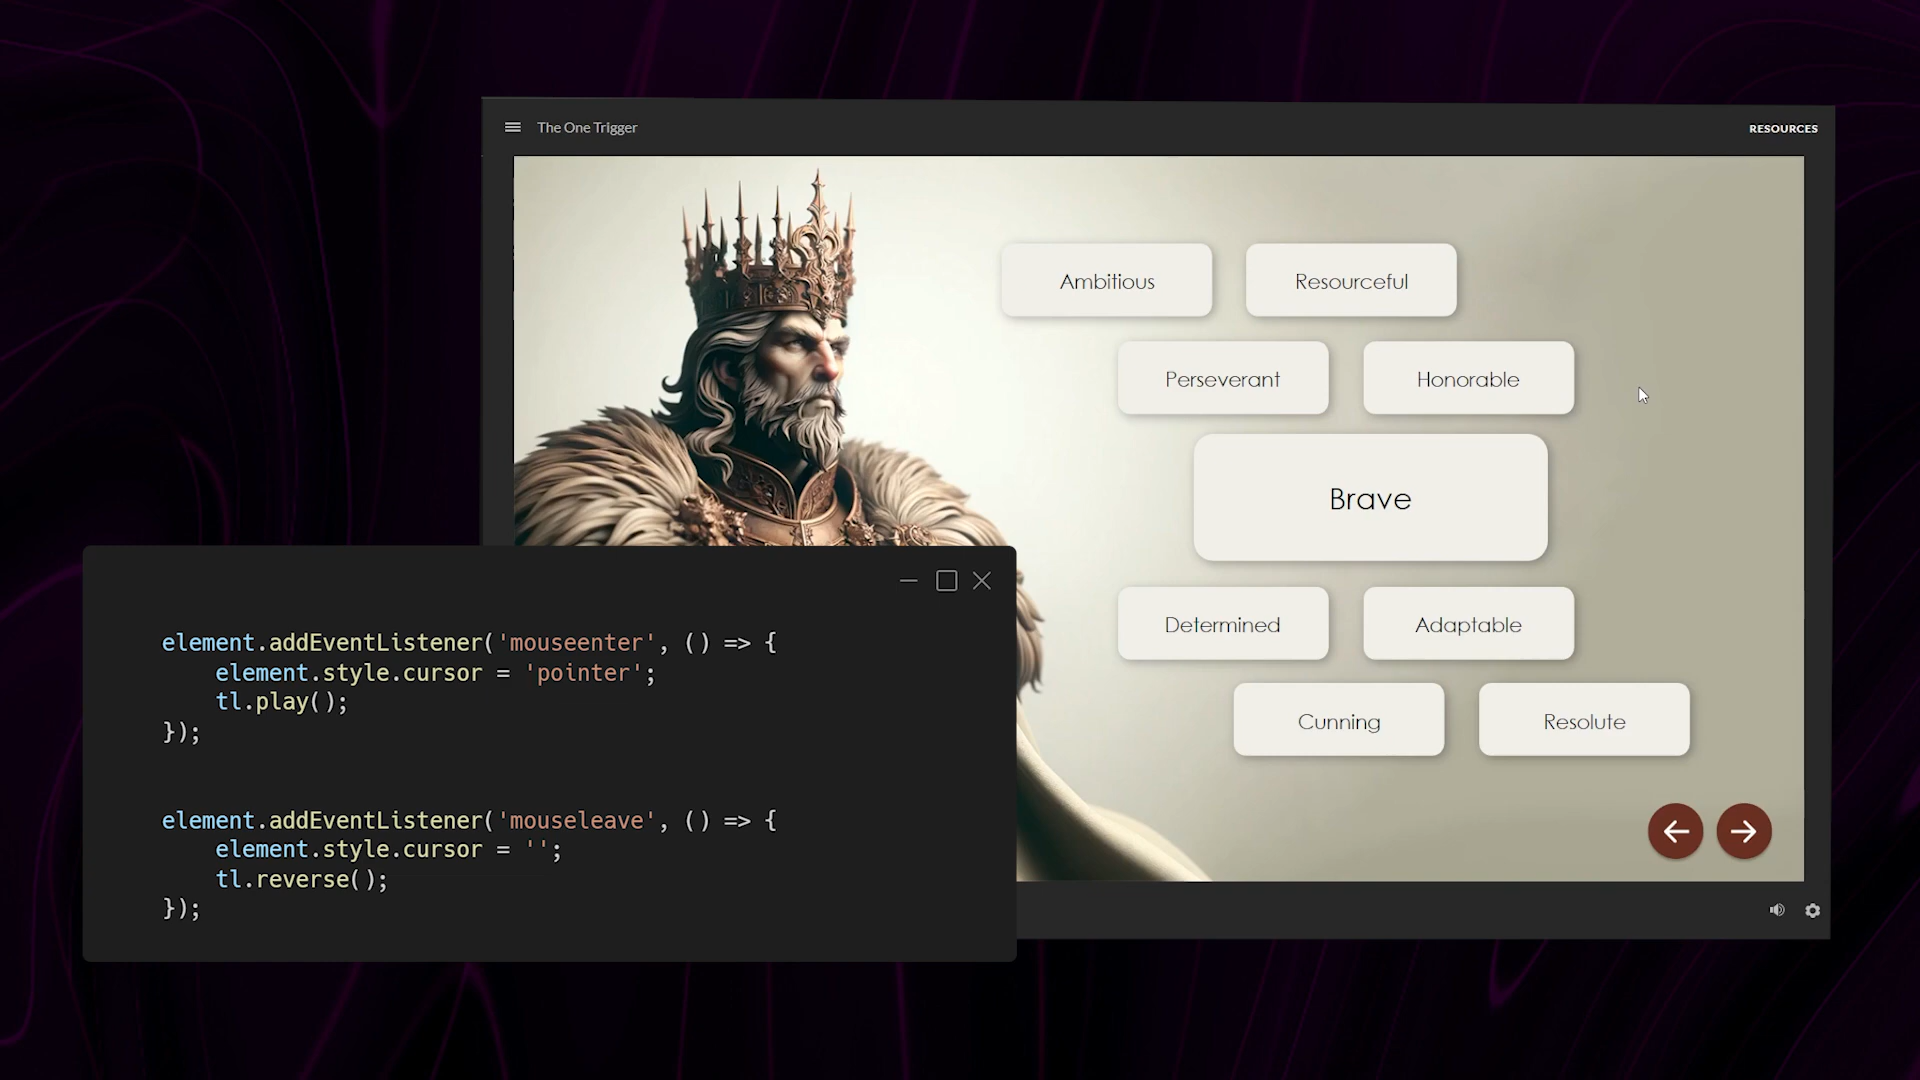 The One Trigger
RESOURCES
Ambitious
Resourceful
Perseverant
Honorable
Brave
Determined
Adaptable
Cunning
Resolute
element.addEventListener('mouseenter', () => {
    element.style.cursor = 'pointer';
    tl.play();
});
element.addEventListener('mouseleave', () => {
    element.style.cursor = '';
    tl.reverse();
});